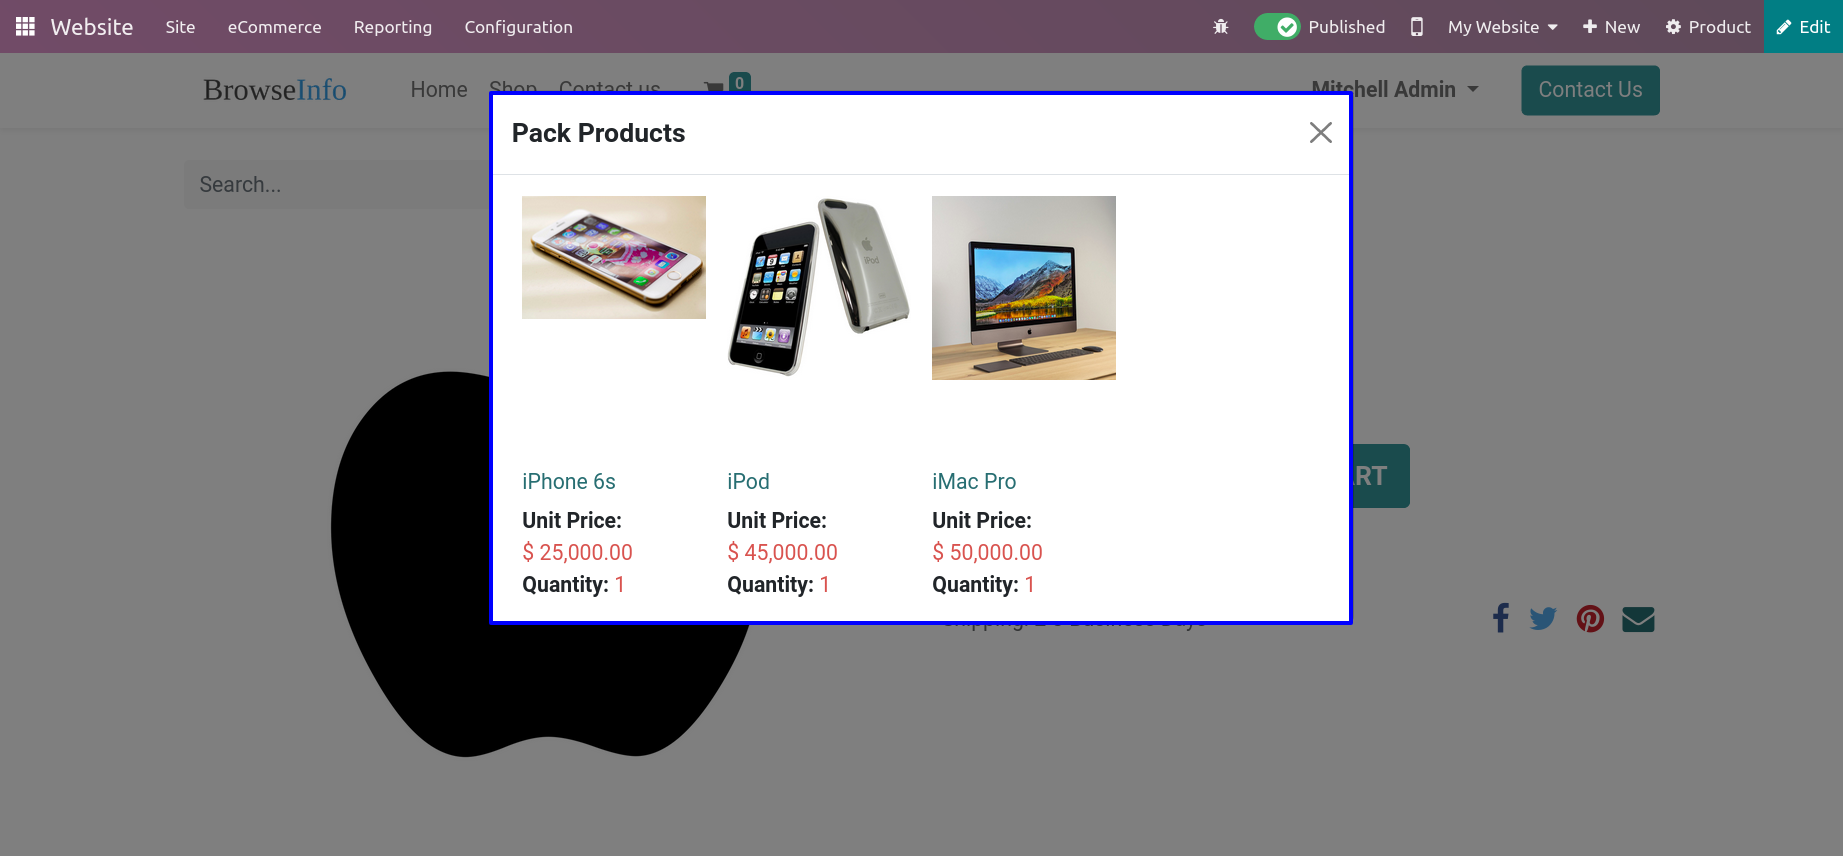 Website Site eCommerce Reporting Configuration Published My Website New Product Edit
BrowseInfo Home Shop Contact us 0 Mitchell Admin Contact Us
Pack Products
Search...
iPod
iPhone 6s iPod iMac Pro
Unit Price: Unit Price: Unit Price:
$ 25,000.00 $ 45,000.00 $ 50,000.00
Quantity: 1 Quantity: 1 Quantity: 1